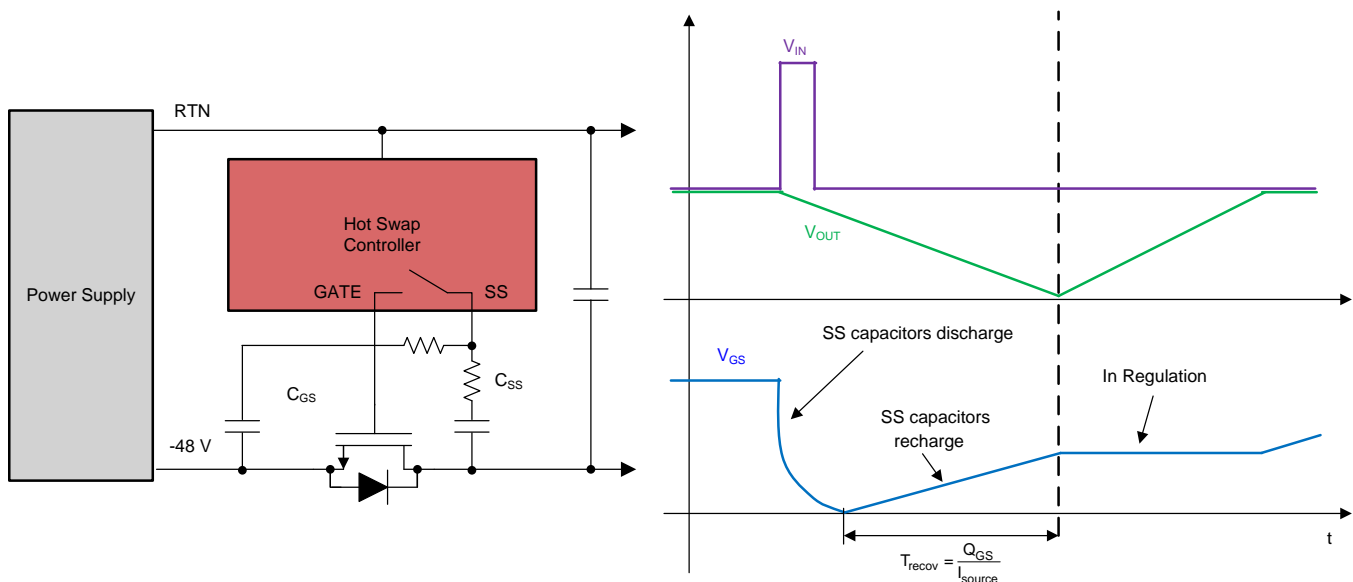 RTN
Hot Swap
Controller
GATE
SS
Power Supply
C_GS
C_SS
-48 V
V_IN
V_OUT
SS capacitors discharge
V_GS
In Regulation
SS capacitors
recharge
t
T_recov = Q_GS / I_source